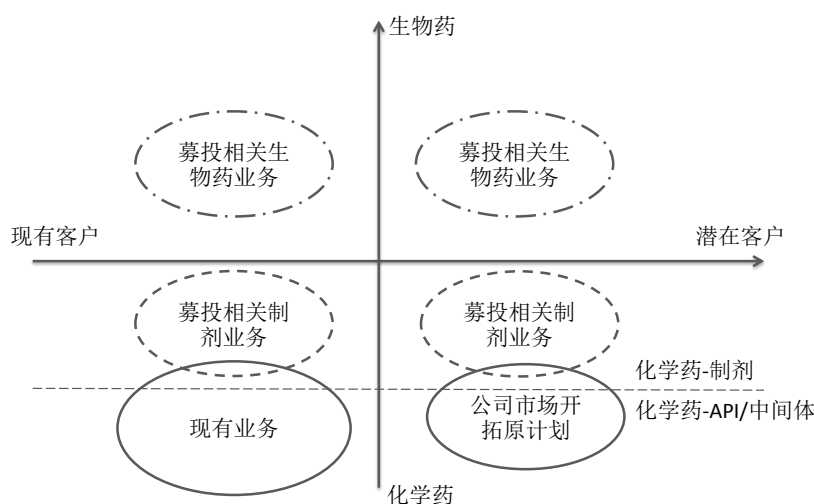 生物药
募投相关生
物药业务
募投相关生
物药业务
现有客户
潜在客户
募投相关制
剂业务
募投相关制
剂业务
化学药-制剂
现有业务
公司市场开
拓原计划
化学药-API/中间体
化学药